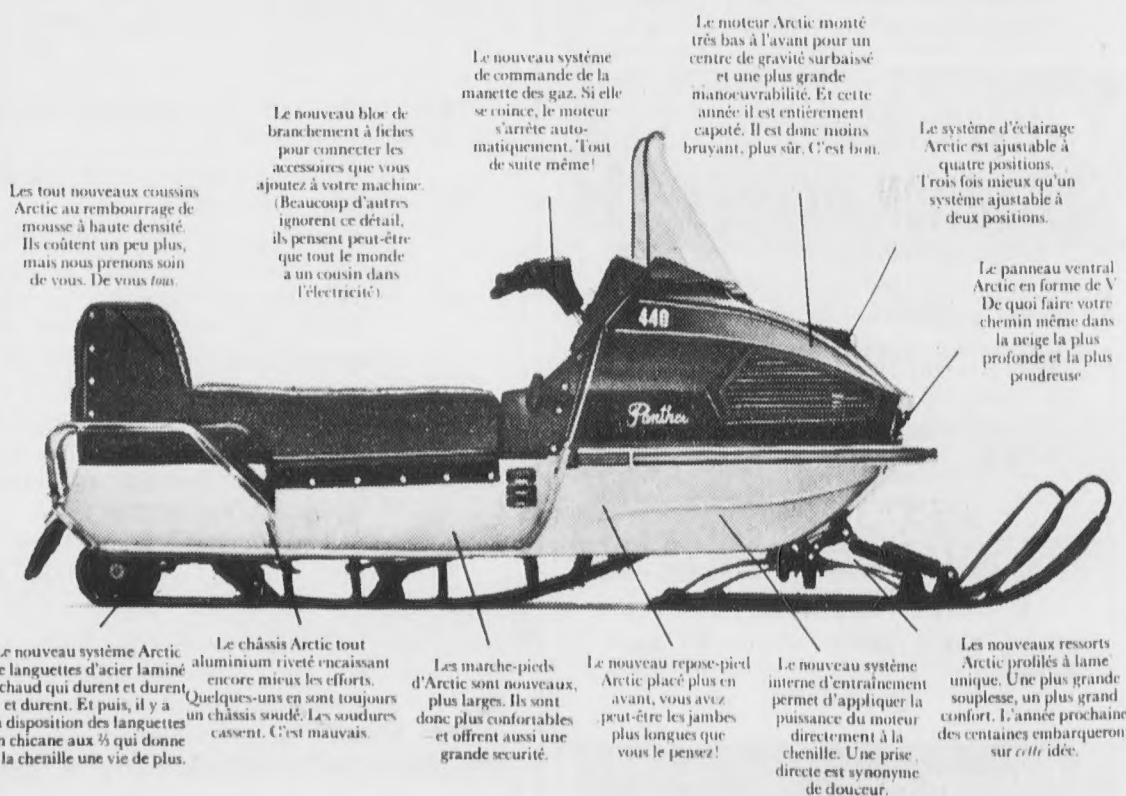 Les tout nouveaux coussins
Arctic au rembourrage de
mousse à haute densité.
Ils coûtent un peu plus,
mais nous prenons soin
de vous. De vous tous.
Le nouveau bloc de
branchement à fiches
pour connecter les
accessoires que vous
ajoutez à votre machine.
(Beaucoup d'autres
ignorent ce détail,
ils pensent peut-être
que tout le monde
a un cousin dans
l'électricité).
Le nouveau système
de commande de la
manette des gaz. Si elle
se coince, le moteur
s'arrête auto-
matiquement. Tout
de suite même!
Le moteur Arctic monté
très bas à l'avant pour un
centre de gravité surbaissé
et une plus grande
manoeuvrabilité. Et cette
année il est entièrement
capoté. Il est donc moins
bruyant, plus sûr. C'est bon.
Le système d'éclairage
Arctic est ajustable à
quatre positions.
Trois fois mieux qu'un
système ajustable à
deux positions.
Le panneau ventral
Arctic en forme de V
De quoi faire votre
chemin même dans
la neige la plus
profonde et la plus
poudreuse
440
Panther
e nouveau système Arctic
e languettes d'acier laminé
chaud qui durent et durent
et durent. Et puis, il y a
a disposition des languettes
n chicane aux ⅔ qui donne
la chenille une vie de plus.
Le châssis Arctic tout
aluminium riveté encaissant
encore mieux les efforts.
Quelques-uns en sont toujours
un châssis soudé. Les soudures
cassent. C'est mauvais.
Les marche-pieds
d'Arctic sont nouveaux,
plus larges. Ils sont
donc plus confortables
et offrent aussi une
grande securité.
Le nouveau repose-pied
Arctic placé plus en
avant, vous avez
peut-être les jambes
plus longues que
vous le pensez!
Le nouveau système
interne d'entraînement
permet d'appliquer la
puissance du moteur
directement à la
chenille. Une prise
directe est synonyme
de douceur.
Les nouveaux ressorts
Arctic profilés à lame
unique. Une plus grande
souplesse, un plus grand
confort. L'année prochaine
des centaines embarqueron
sur cette idée.